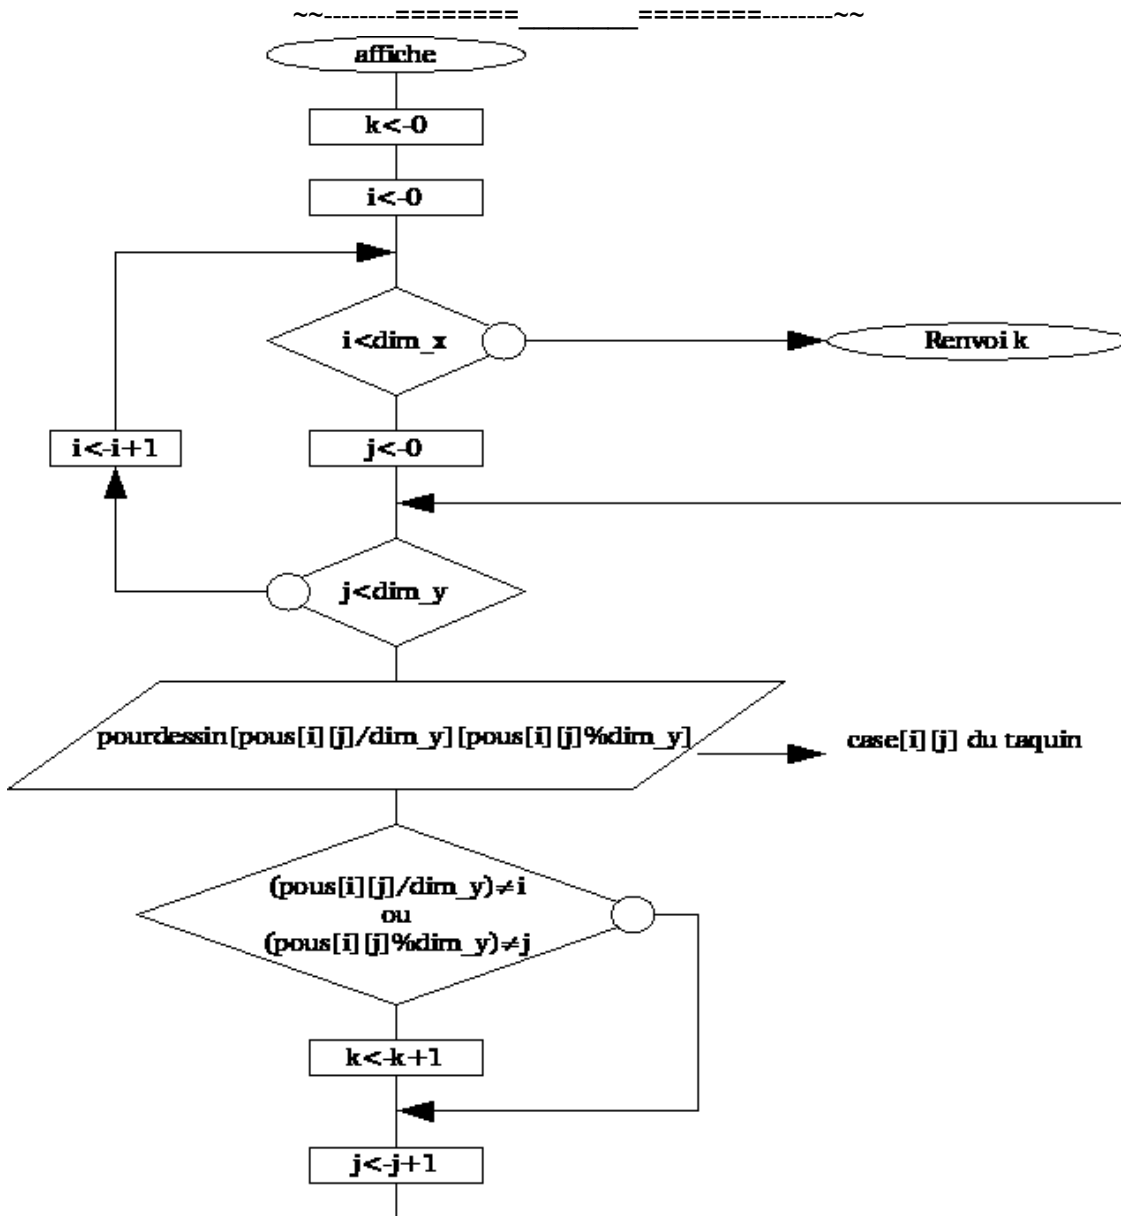 ~~--------========________========--------~~
affiche
k<-0
i<-0
i<dim_x
Renvoi k
i<-i+1
j<-0
j<dim_y
pourdessin[pous[i][j]/dim_y][pous[i][j]%dim_y]
case[i][j] du taquin
(pous[i][j]/dim_y)≠i
ou
(pous[i][j]%dim_y)≠j
k<-k+1
j<-j+1